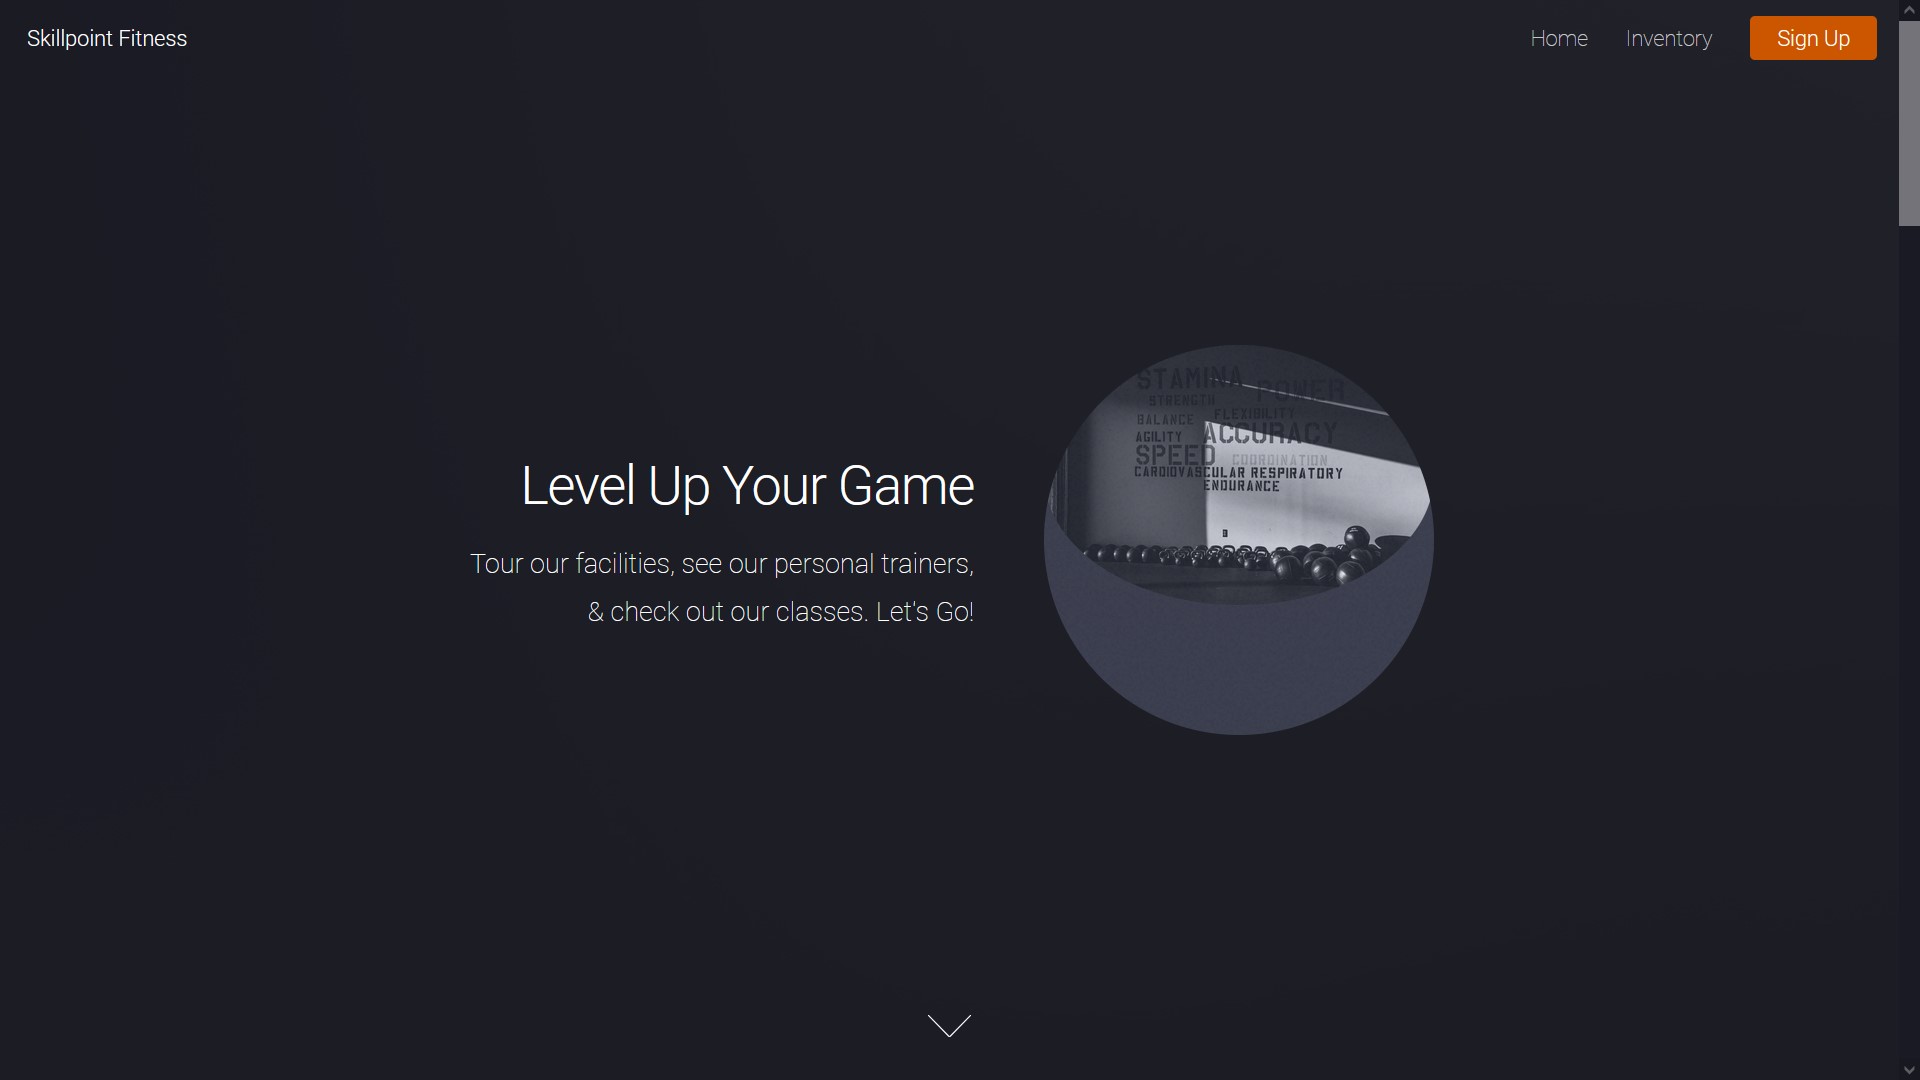 Skillpoint Fitness
Home
Inventory
Sign Up
Level Up Your Game
Tour our facilities, see our personal trainers,
& check out our classes. Let's Go!
STAMINA POWER
STRENGTH
BALANCE FLEXIBILITY
AGILITY ACCURACY
SPEED COORDINATION
CARDIOVASCULAR RESPIRATORY
ENDURANCE